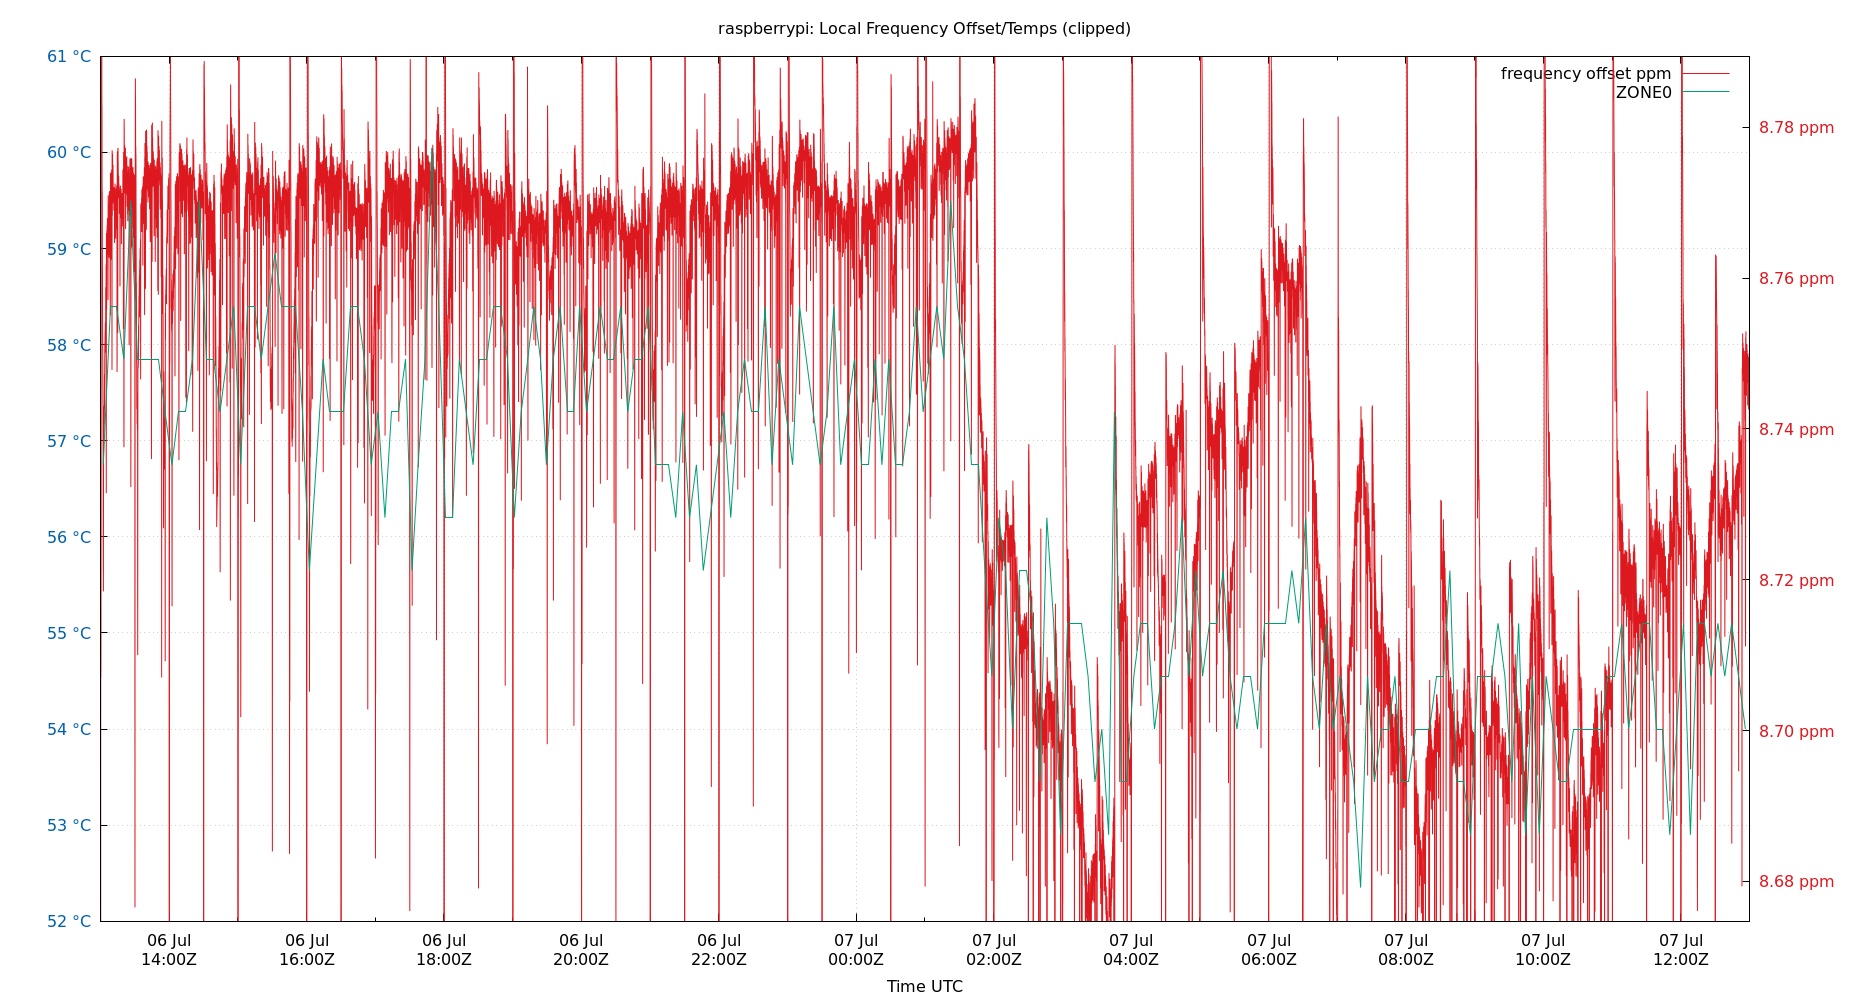 raspberrypi: Local Frequency Offset/Temps (clipped)
frequency offset ppm
ZONE0
61 °C
60 °C
59 °C
58 °C
57 °C
56 °C
55 °C
54 °C
53 °C
52 °C
8.78 ppm
8.76 ppm
8.74 ppm
8.72 ppm
8.70 ppm
8.68 ppm
06 Jul 06 Jul 06 Jul 06 Jul 06 Jul 07 Jul 07 Jul 07 Jul 07 Jul 07 Jul 07 Jul 07 Jul
14:00Z 16:00Z 18:00Z 20:00Z 22:00Z 00:00Z 02:00Z 04:00Z 06:00Z 08:00Z 10:00Z 12:00Z
Time UTC